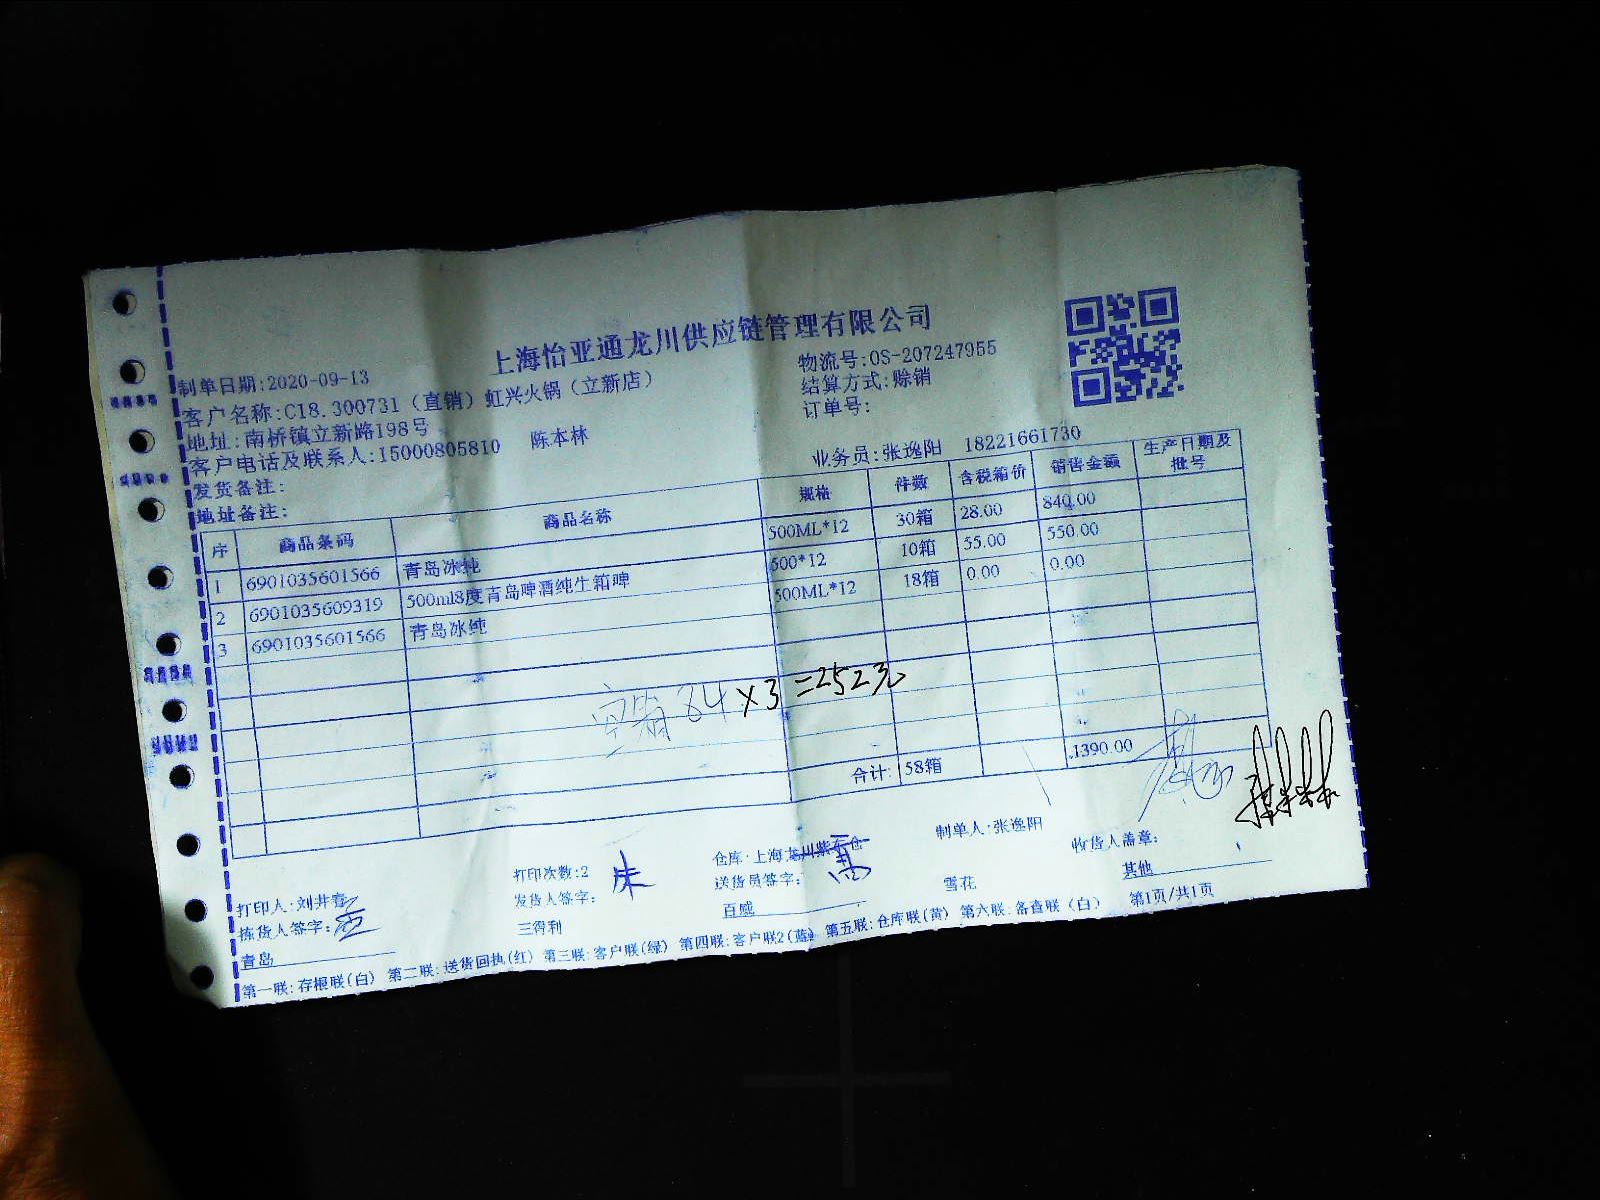 上海怡亚通龙川供应链管理有限公司
制单日期:2020-09-13
物流号:OS-207247955
客户名称:C18.300731（直销）虹兴火锅（立新店）
结算方式:赊销
地址:南桥镇立新路198号
订单号:
客户电话及联系人:15000805810 陈本林
业务员:张逸阳 18221661730
发货备注:
地址备注:
序 商品条码 商品名称 规格 件数 含税箱价 销售金额 生产日期及批号
1 6901035601566 青岛冰纯 500ML*12 30箱 28.00 840.00
2 6901035609319 500ml8度青岛啤酒纯生箱啤 500*12 10箱 55.00 550.00
3 6901035601566 青岛冰纯 500ML*12 18箱 0.00 0.00
空箱 84×3=252元
合计: 58箱 1390.00
打印人:刘井春 打印次数:2 仓库:上海龙川紫东仓 制单人:张逸阳 收货人盖章:
拣货人签字: 发货人签字: 朱 送货员签字:
青岛 三得利 百威 雪花 其他
第一联:存根联(白) 第二联:送货回执(红) 第三联:客户联(绿) 第四联:客户联2(蓝) 第五联:仓库联(黄) 第六联:备查联（白） 第1页/共1页